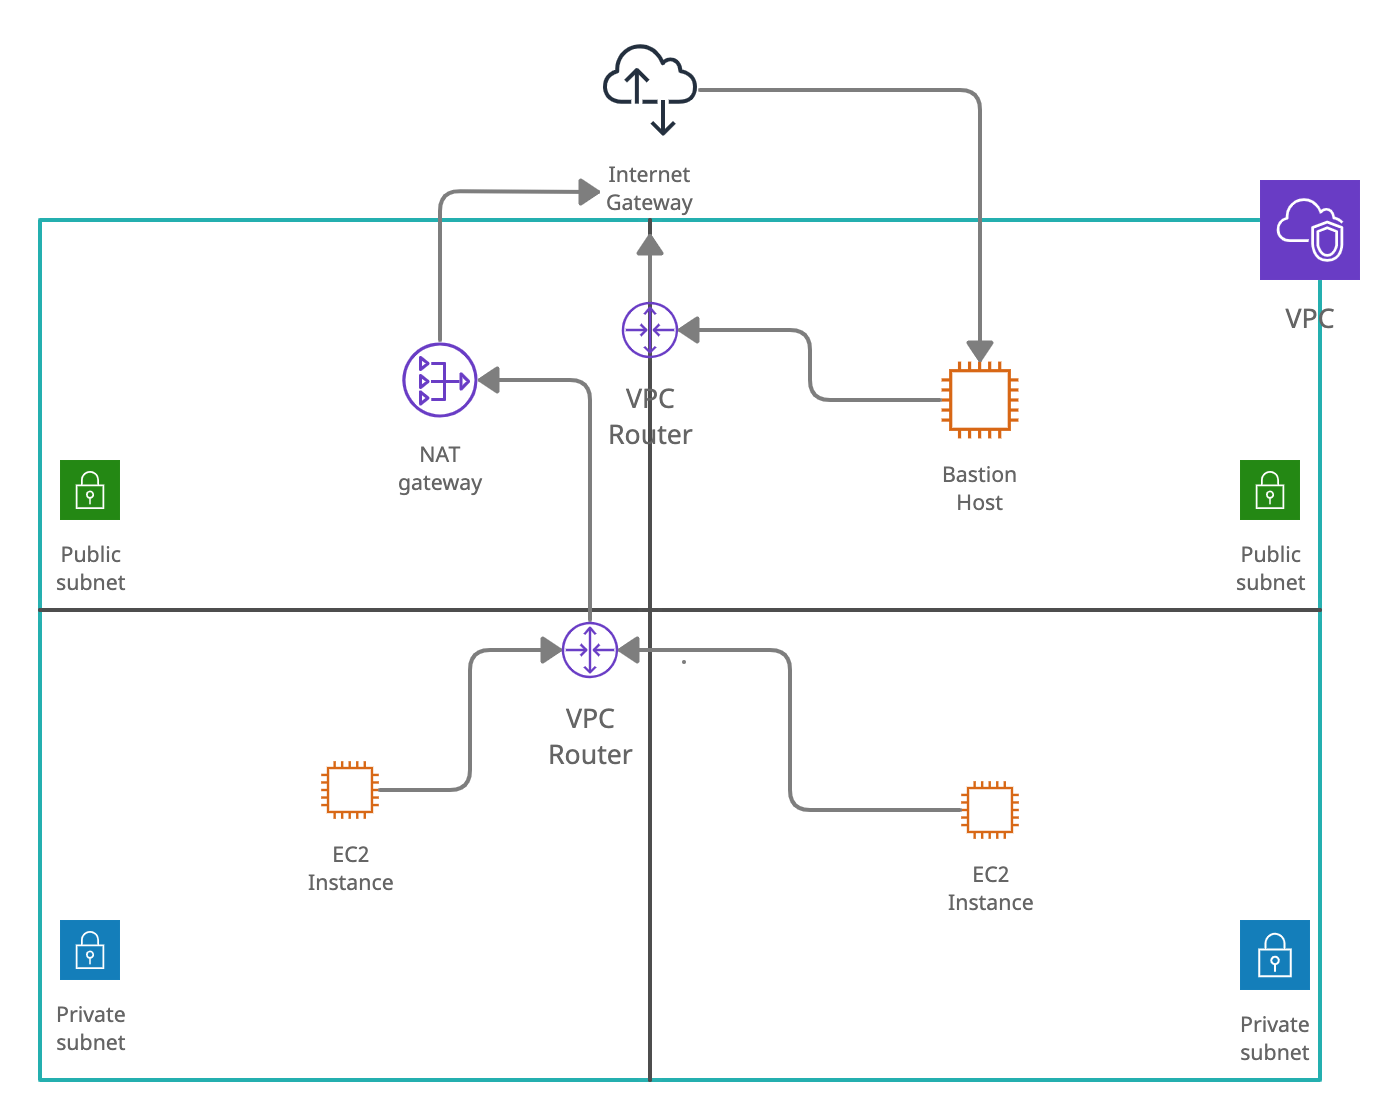 Internet
Gateway
VPC
VPC
Router
NAT
gateway
Bastion
Host
Public
subnet
Public
subnet
VPC
Router
EC2
Instance
EC2
Instance
Private
subnet
Private
subnet